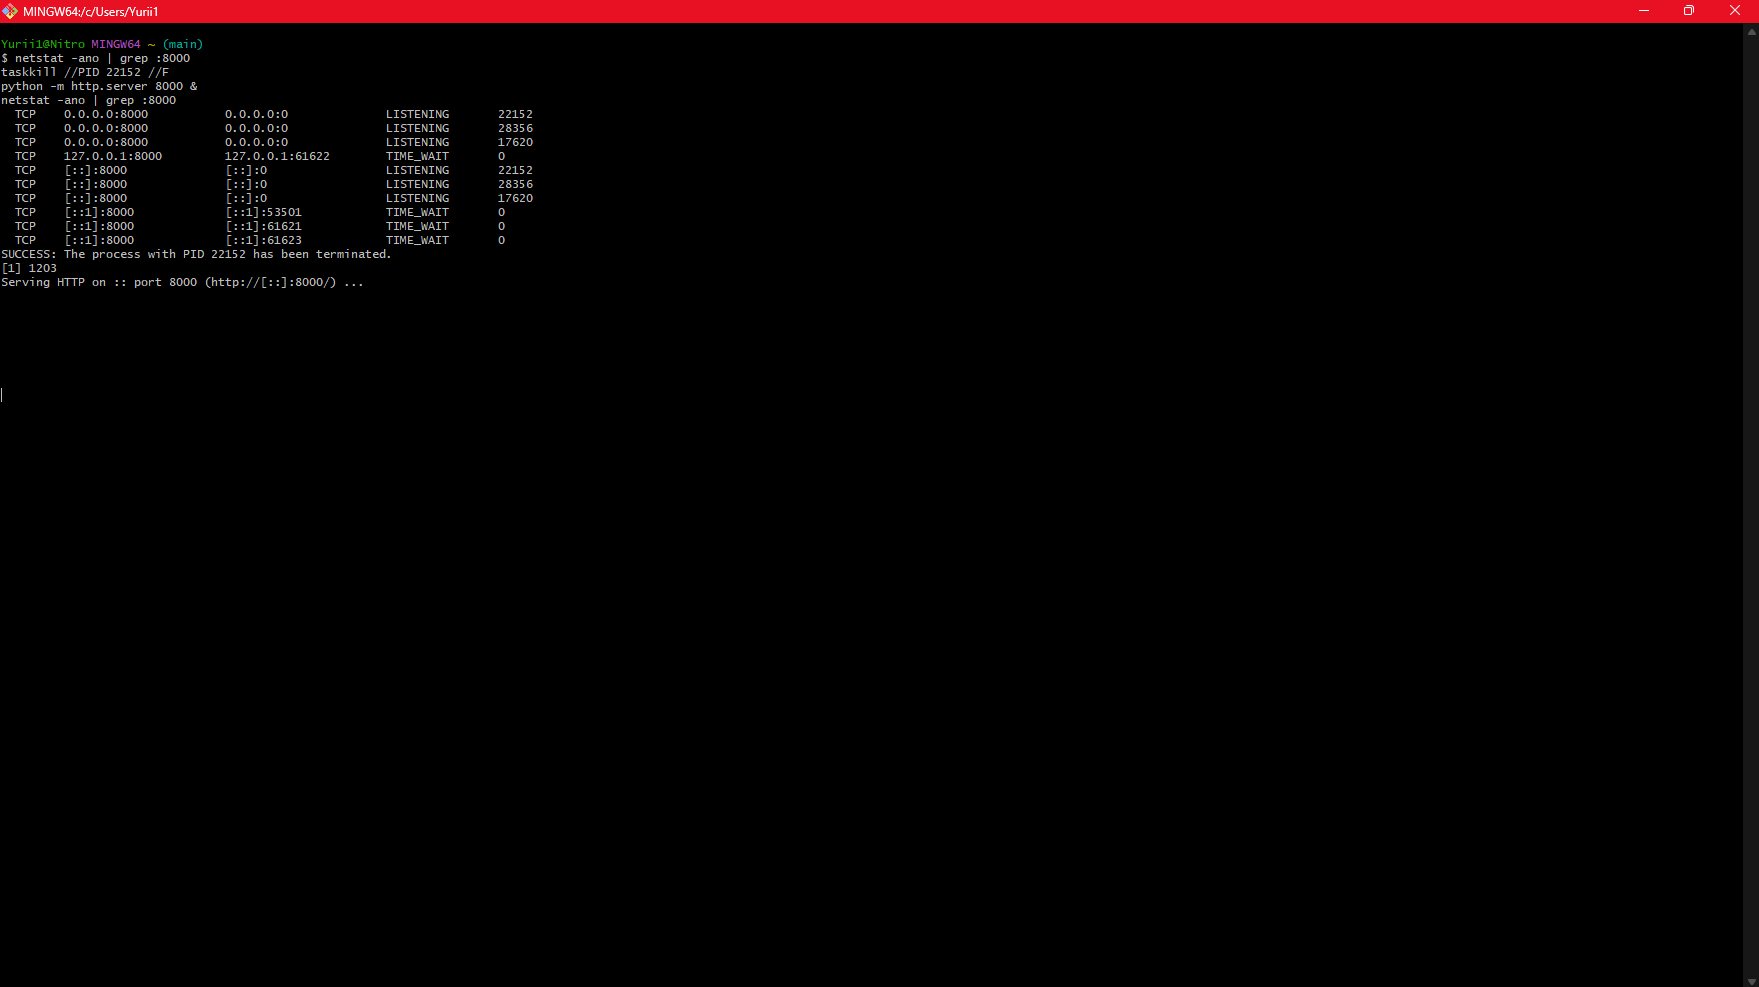 MINGW64:/c/Users/Yurii1
Yurii1@Nitro MINGW64 ~ (main)
$ netstat -ano | grep :8000
taskkill //PID 22152 //F
python -m http.server 8000 &
netstat -ano | grep :8000
  TCP    0.0.0.0:8000           0.0.0.0:0              LISTENING       22152
  TCP    0.0.0.0:8000           0.0.0.0:0              LISTENING       28356
  TCP    0.0.0.0:8000           0.0.0.0:0              LISTENING       17620
  TCP    127.0.0.1:8000         127.0.0.1:61622        TIME_WAIT       0
  TCP    [::]:8000              [::]:0                 LISTENING       22152
  TCP    [::]:8000              [::]:0                 LISTENING       28356
  TCP    [::]:8000              [::]:0                 LISTENING       17620
  TCP    [::1]:8000             [::1]:53501            TIME_WAIT       0
  TCP    [::1]:8000             [::1]:61621            TIME_WAIT       0
  TCP    [::1]:8000             [::1]:61623            TIME_WAIT       0
SUCCESS: The process with PID 22152 has been terminated.
[1] 1203
Serving HTTP on :: port 8000 (http://[::]:8000/) ...